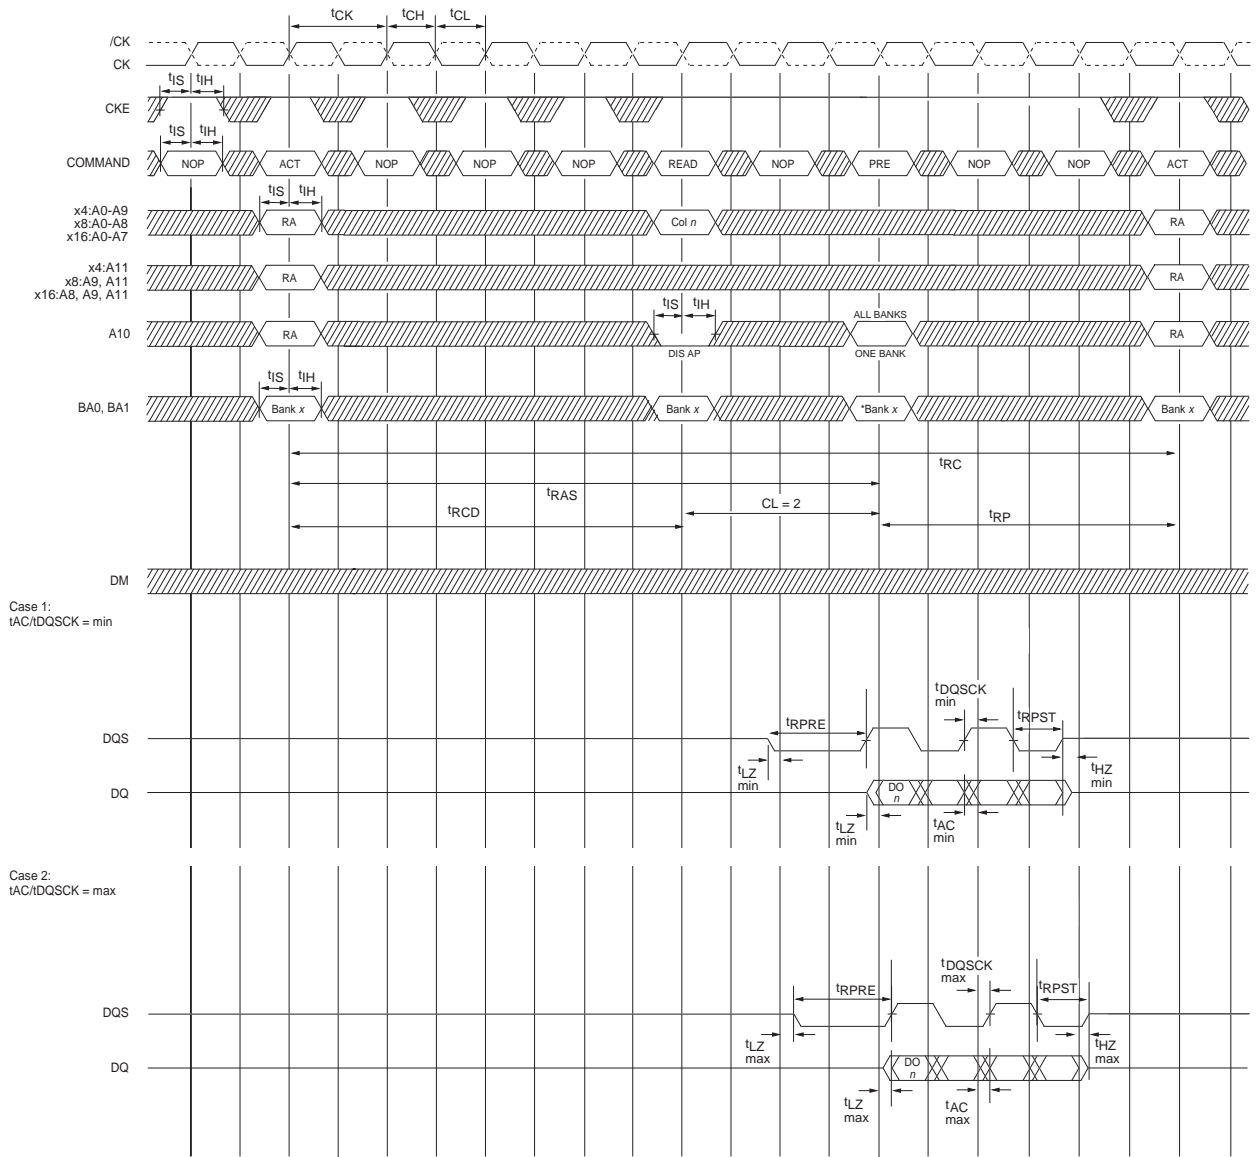 tCK tCH tCL
/CK
CK
tIS tIH
CKE
tIS tIH
COMMAND NOP ACT NOP NOP NOP READ NOP PRE NOP NOP ACT
tIS tIH
x4:A0-A9
x8:A0-A8
x16:A0-A7
RA Col n RA
x4:A11
x8:A9, A11
x16:A8, A9, A11
RA RA
tIS tIH ALL BANKS
A10 RA RA
DIS AP ONE BANK
tIS tIH
BA0, BA1 Bank x Bank x *Bank x Bank x
tRC
tRAS
CL = 2
tRCD tRP
DM
Case 1:
tAC/tDQSCK = min
tDQSCK
min
tRPRE tRPST
DQS
tLZ
min
tHZ
min
DQ DO
n
tLZ
min
tAC
min
Case 2:
tAC/tDQSCK = max
tDQSCK
max
tRPRE tRPST
DQS
tLZ
max
tHZ
max
DQ DO
n
tLZ
max
tAC
max